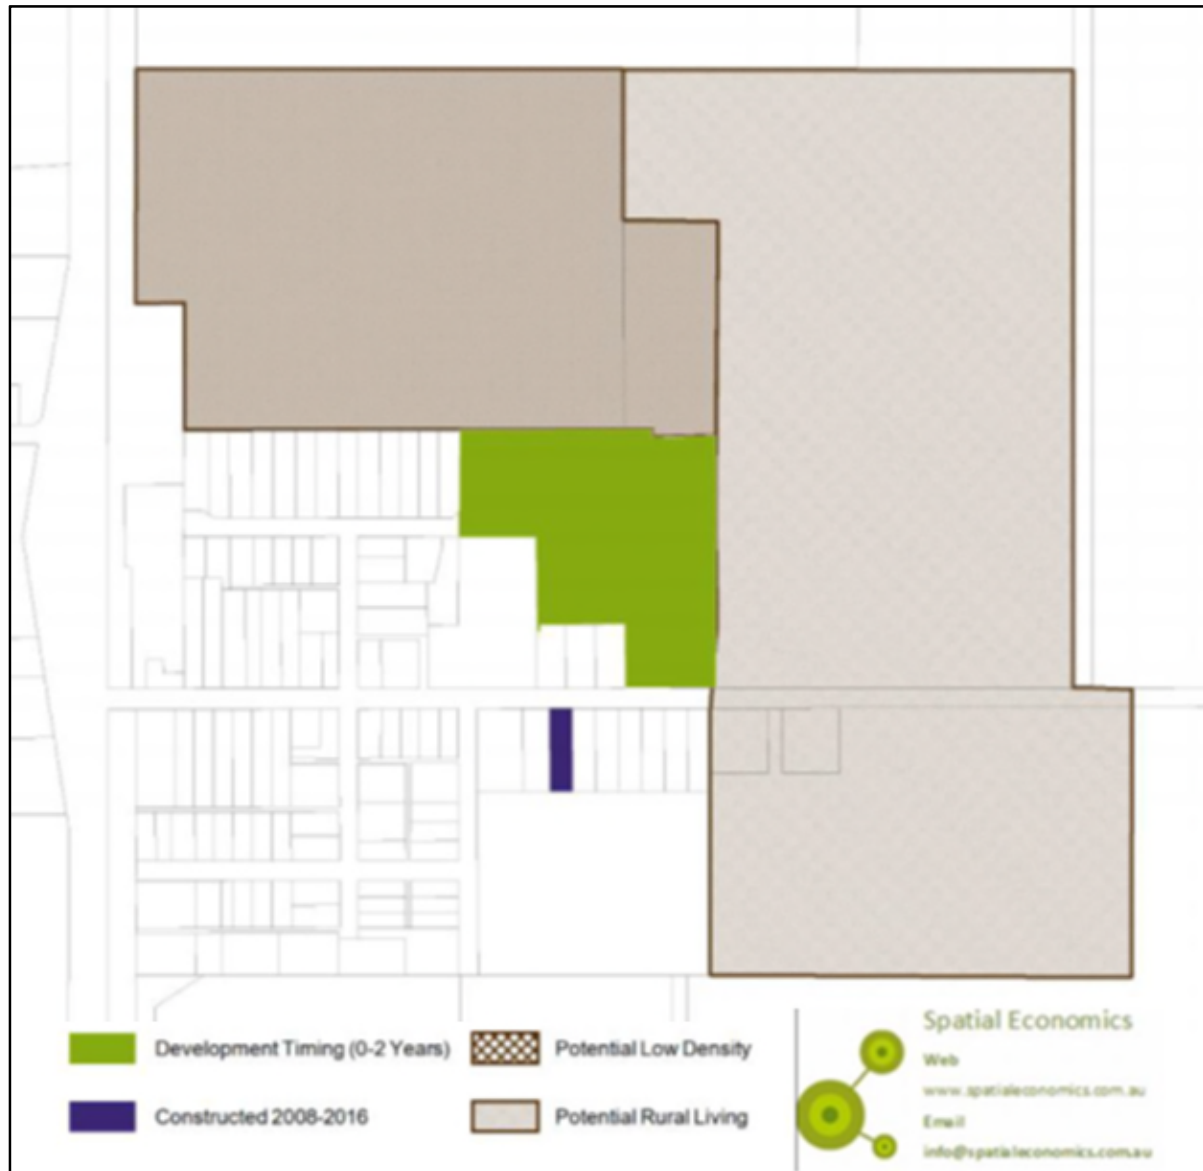 Development Timing (0-2 Years)
Potential Low Density
Constructed 2008-2016
Potential Rural Living
Spatial Economics
Web
www.spatialeconomics.com.au
Email
info@spatialeconomics.com.au